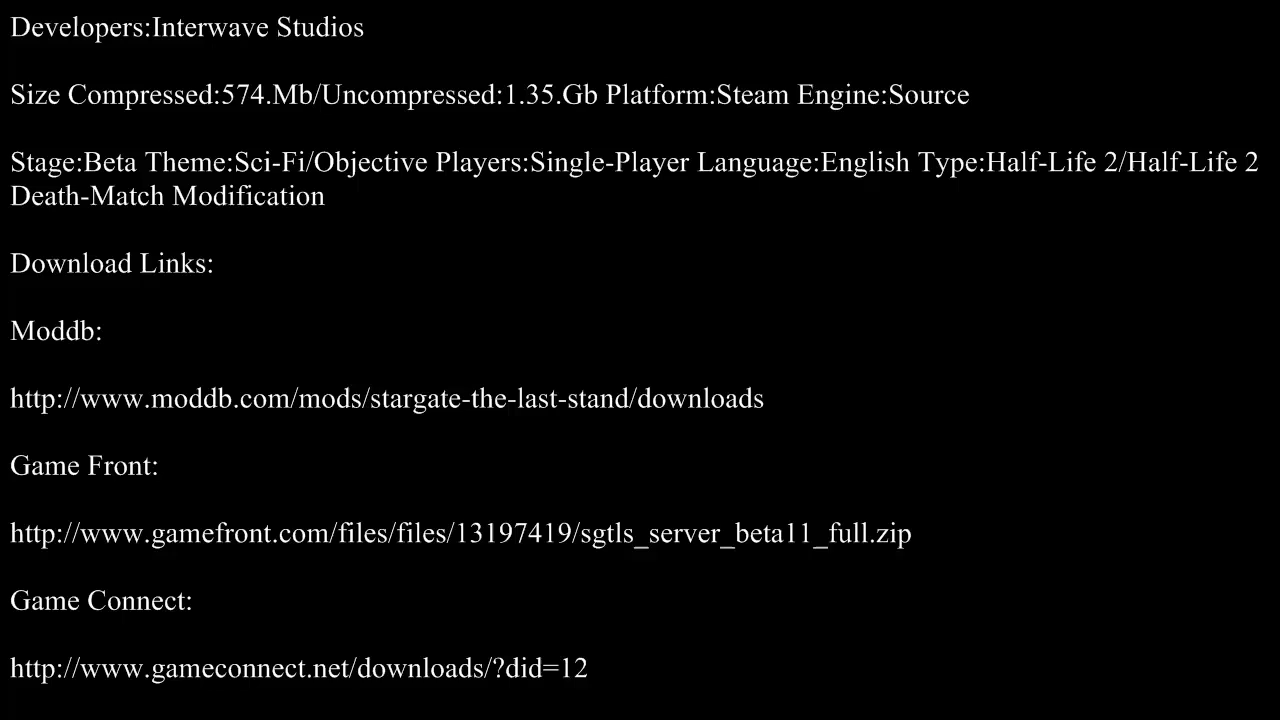 Developers:Interwave Studios
Size Compressed:574.Mb/Uncompressed:1.35.Gb Platform:Steam Engine:Source
Stage:Beta Theme:Sci-Fi/Objective Players:Single-Player Language:English Type:Half-Life 2/Half-Life 2
Death-Match Modification
Download Links:
Moddb:
http://www.moddb.com/mods/stargate-the-last-stand/downloads
Game Front:
http://www.gamefront.com/files/files/13197419/sgtls_server_beta11_full.zip
Game Connect:
http://www.gameconnect.net/downloads/?did=12